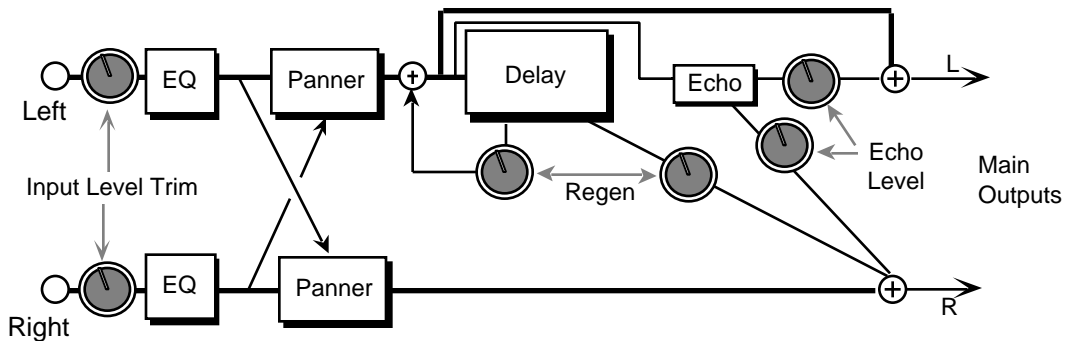 Left
EQ
Panner
Delay
Echo
L
Echo
Level
Main
Outputs
Regen
Input Level Trim
Right
EQ
Panner
R